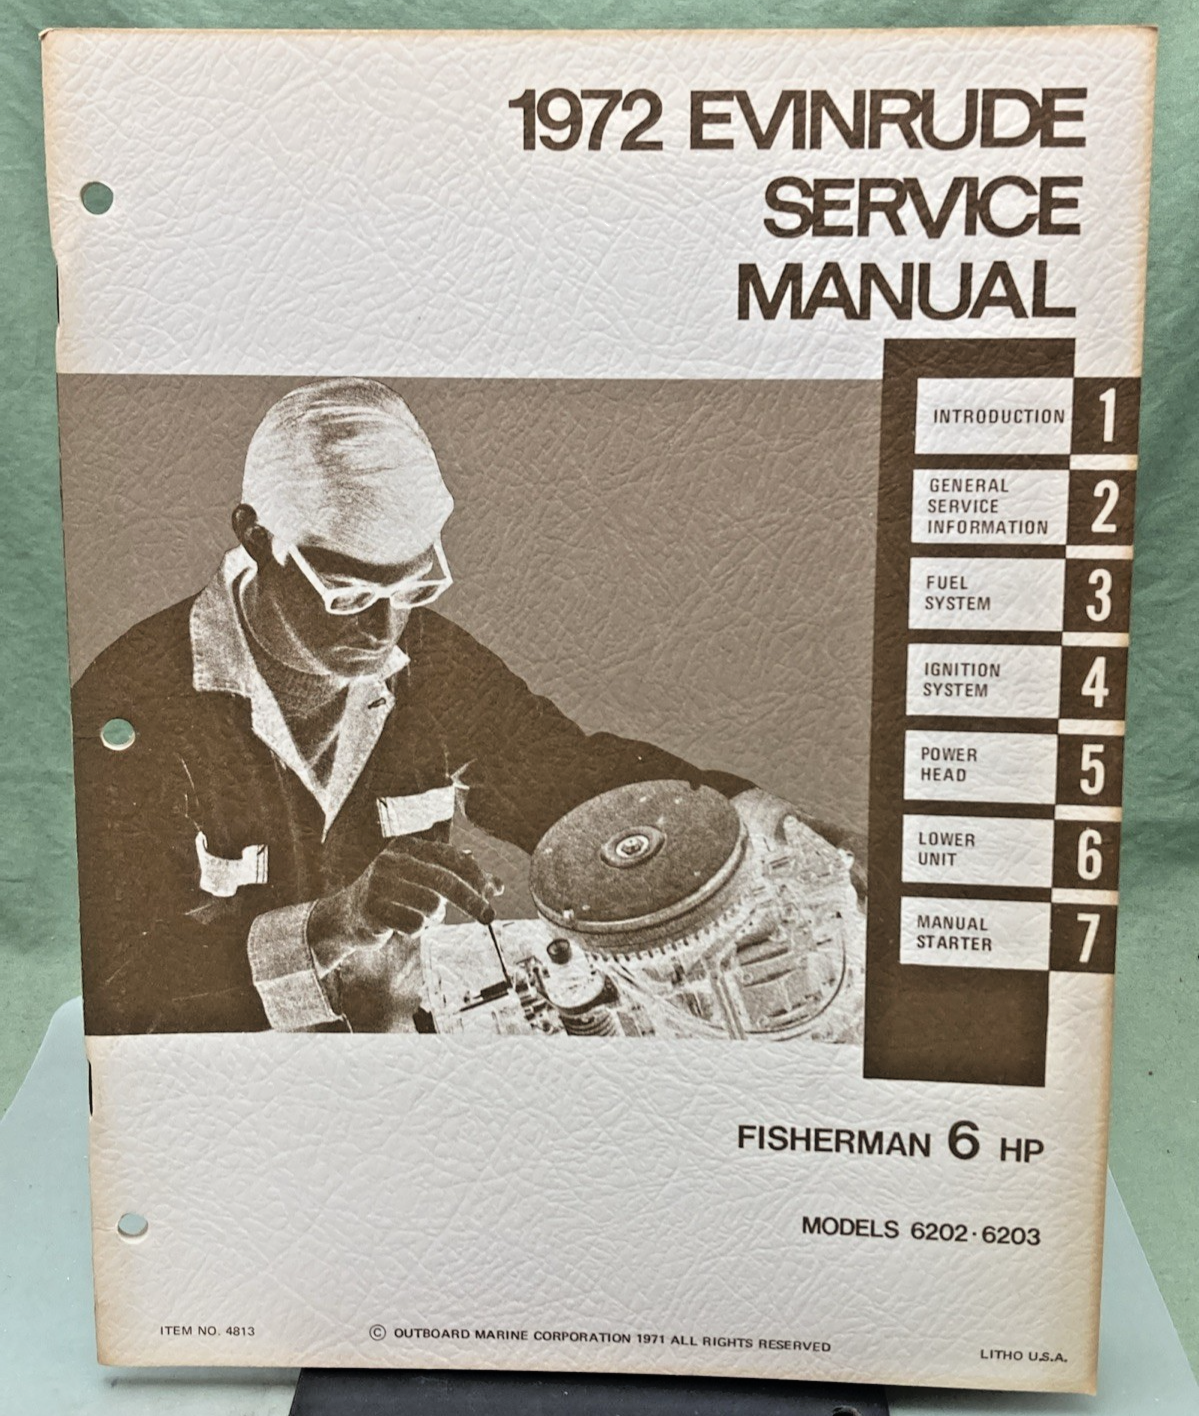 1972 EVINRUDE
SERVICE
MANUAL
INTRODUCTION 1
GENERAL
SERVICE
INFORMATION 2
FUEL
SYSTEM 3
IGNITION
SYSTEM 4
POWER
HEAD 5
LOWER
UNIT 6
MANUAL
STARTER 7
FISHERMAN 6 HP
MODELS 6202·6203
ITEM NO. 4813
© OUTBOARD MARINE CORPORATION 1971 ALL RIGHTS RESERVED
LITHO U.S.A.